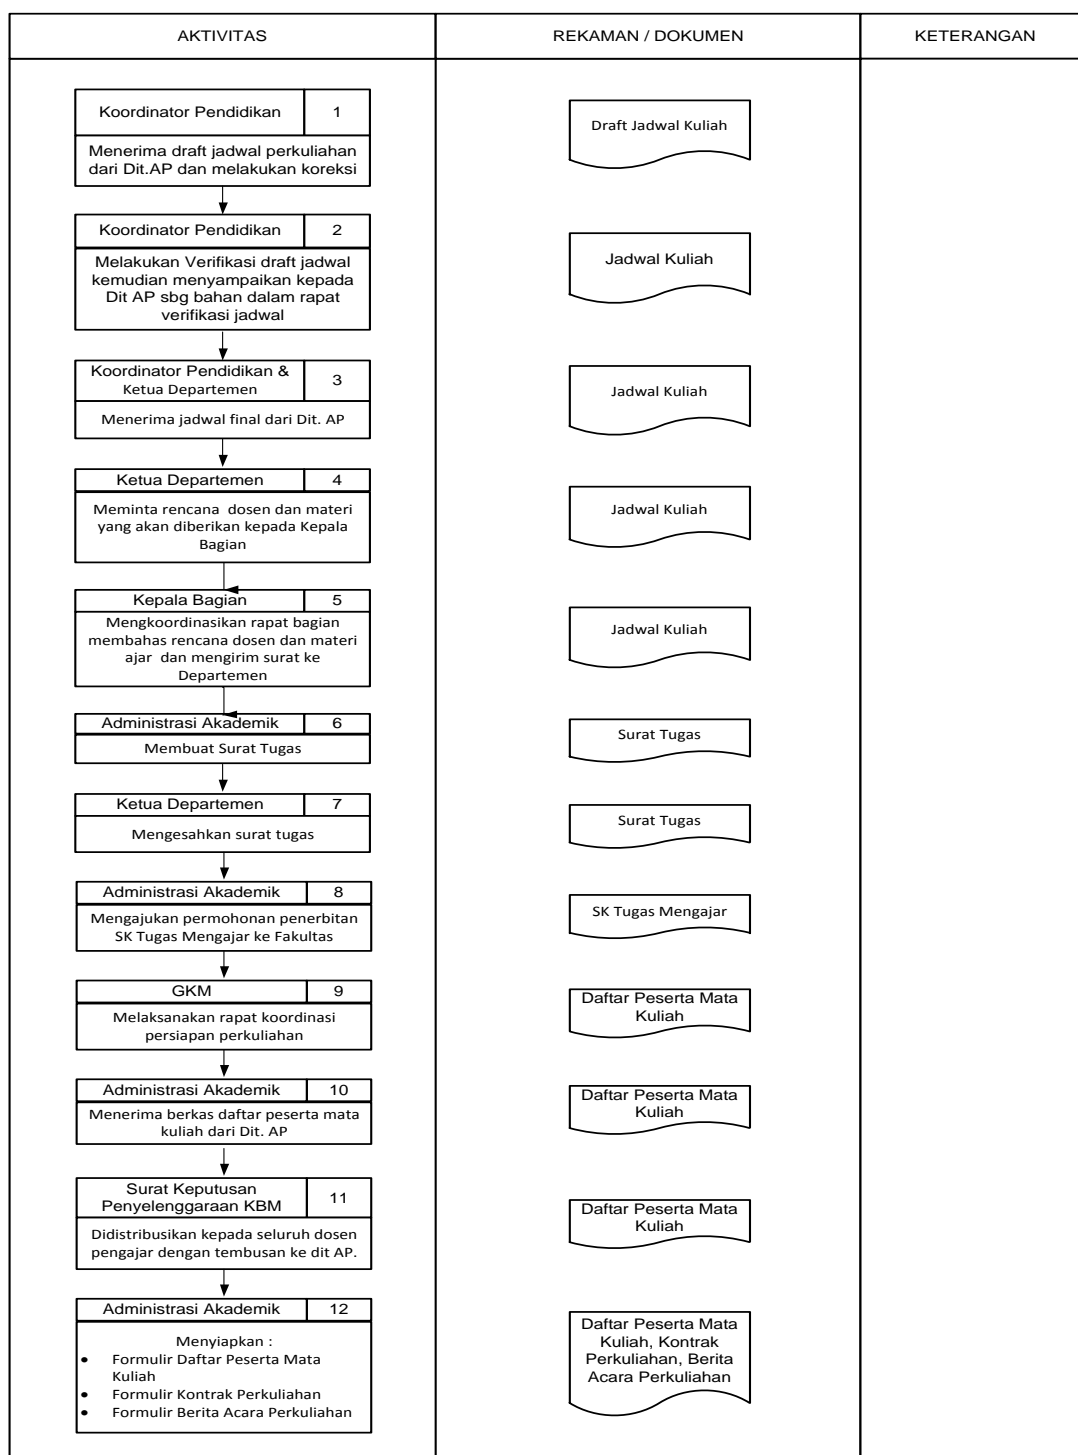 AKTIVITAS
REKAMAN / DOKUMEN
KETERANGAN
Koordinator Pendidikan
1
Menerima draft jadwal perkuliahan
dari Dit.AP dan melakukan koreksi
Draft Jadwal Kuliah
Koordinator Pendidikan
2
Melakukan Verifikasi draft jadwal
kemudian menyampaikan kepada
Dit AP sbg bahan dalam rapat
verifikasi jadwal
Jadwal Kuliah
Koordinator Pendidikan &
Ketua Departemen
3
Menerima jadwal final dari Dit. AP
Jadwal Kuliah
Ketua Departemen
4
Meminta rencana  dosen dan materi
yang akan diberikan kepada Kepala
Bagian
Jadwal Kuliah
Kepala Bagian
5
Mengkoordinasikan rapat bagian
membahas rencana dosen dan materi
ajar  dan mengirim surat ke
Departemen
Jadwal Kuliah
Administrasi Akademik
6
Membuat Surat Tugas
Surat Tugas
Ketua Departemen
7
Mengesahkan surat tugas
Surat Tugas
Administrasi Akademik
8
Mengajukan permohonan penerbitan
SK Tugas Mengajar ke Fakultas
SK Tugas Mengajar
GKM
9
Melaksanakan rapat koordinasi
persiapan perkuliahan
Daftar Peserta Mata
Kuliah
Administrasi Akademik
10
Menerima berkas daftar peserta mata
kuliah dari Dit. AP
Daftar Peserta Mata
Kuliah
Surat Keputusan
Penyelenggaraan KBM
11
Didistribusikan kepada seluruh dosen
pengajar dengan tembusan ke dit AP.
Daftar Peserta Mata
Kuliah
Administrasi Akademik
12
Menyiapkan :
• Formulir Daftar Peserta Mata
Kuliah
• Formulir Kontrak Perkuliahan
• Formulir Berita Acara Perkuliahan
Daftar Peserta Mata
Kuliah, Kontrak
Perkuliahan, Berita
Acara Perkuliahan